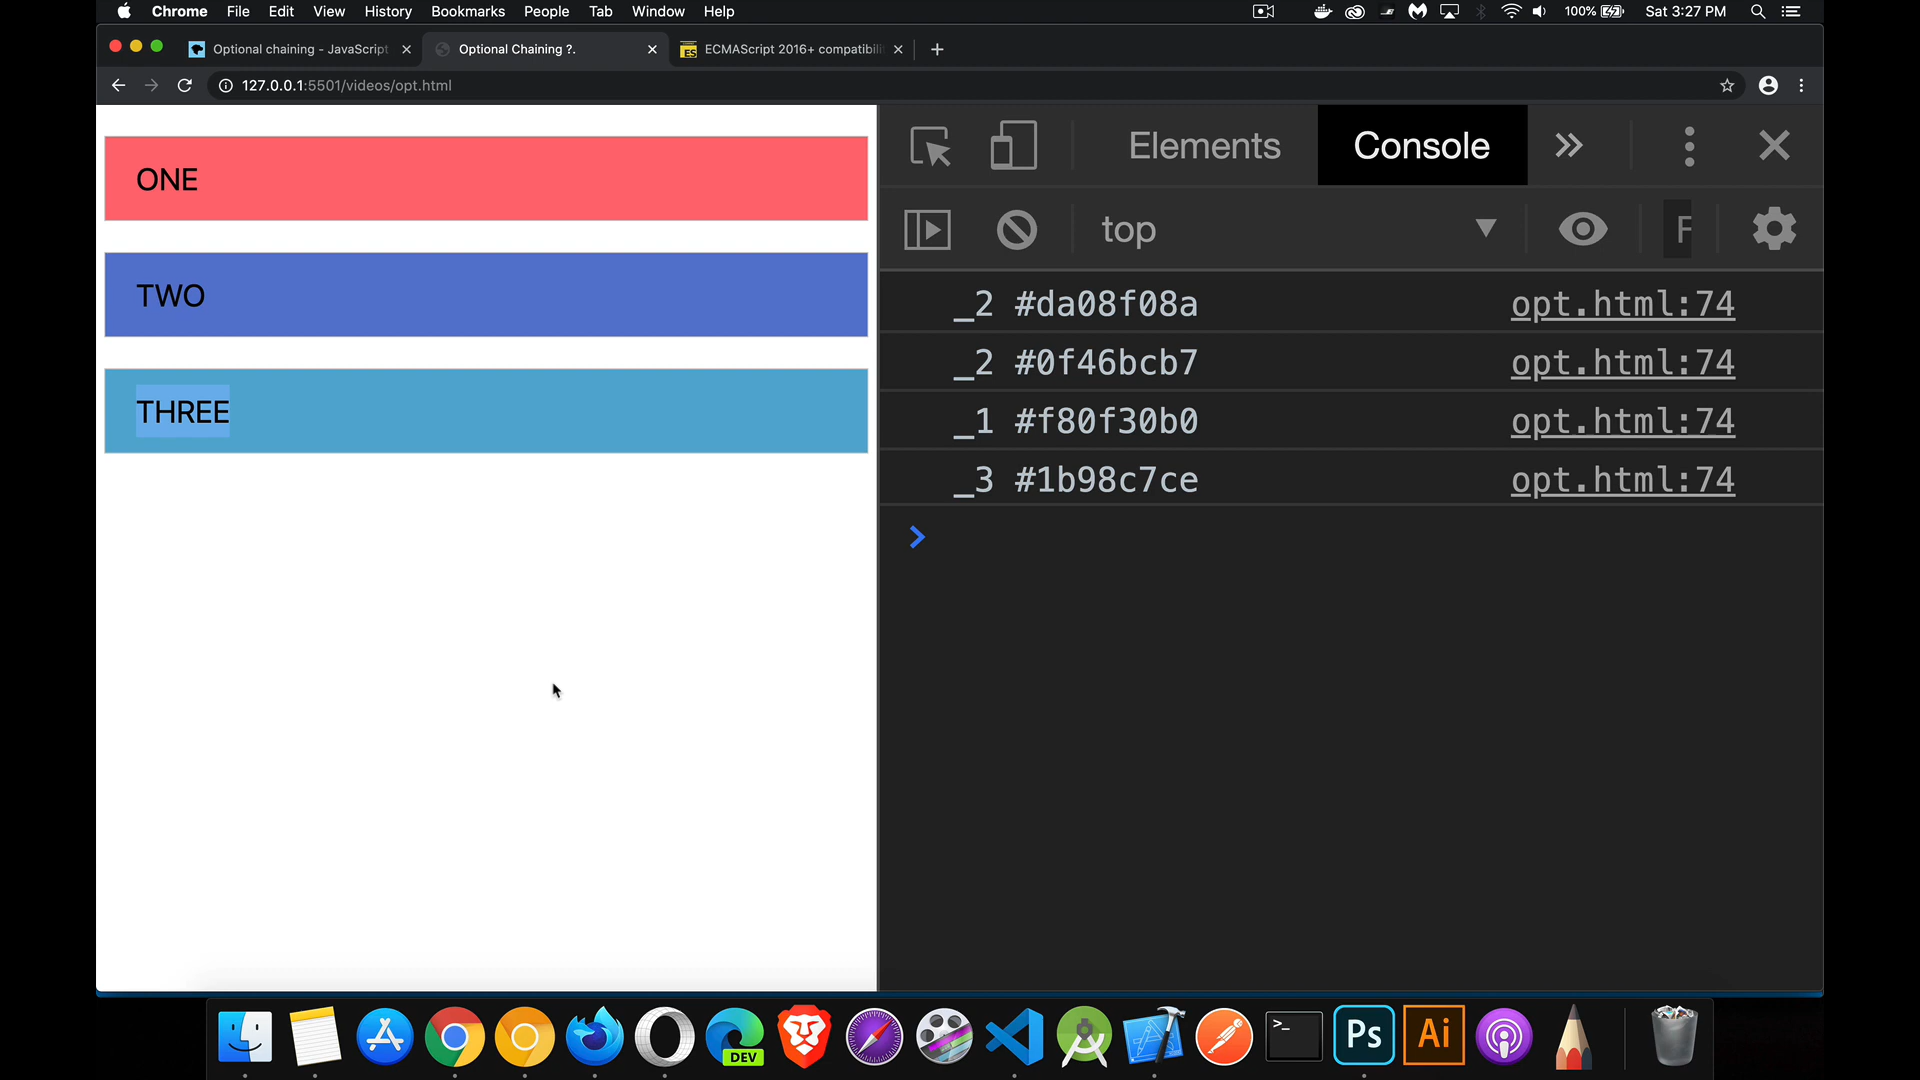 Chrome File Edit View History Bookmarks People Tab Window Help 100% Sat 3:27 PM
Optional chaining - JavaScript Optional Chaining ?. ES ECMAScript 2016+ compatibili
127.0.0.1:5501/videos/opt.html
Elements Console
top F
ONE
TWO
THREE
_2 #da08f08a opt.html:74
_2 #0f46bcb7 opt.html:74
_1 #f80f30b0 opt.html:74
_3 #1b98c7ce opt.html:74
>
DEV >_ Ps Ai